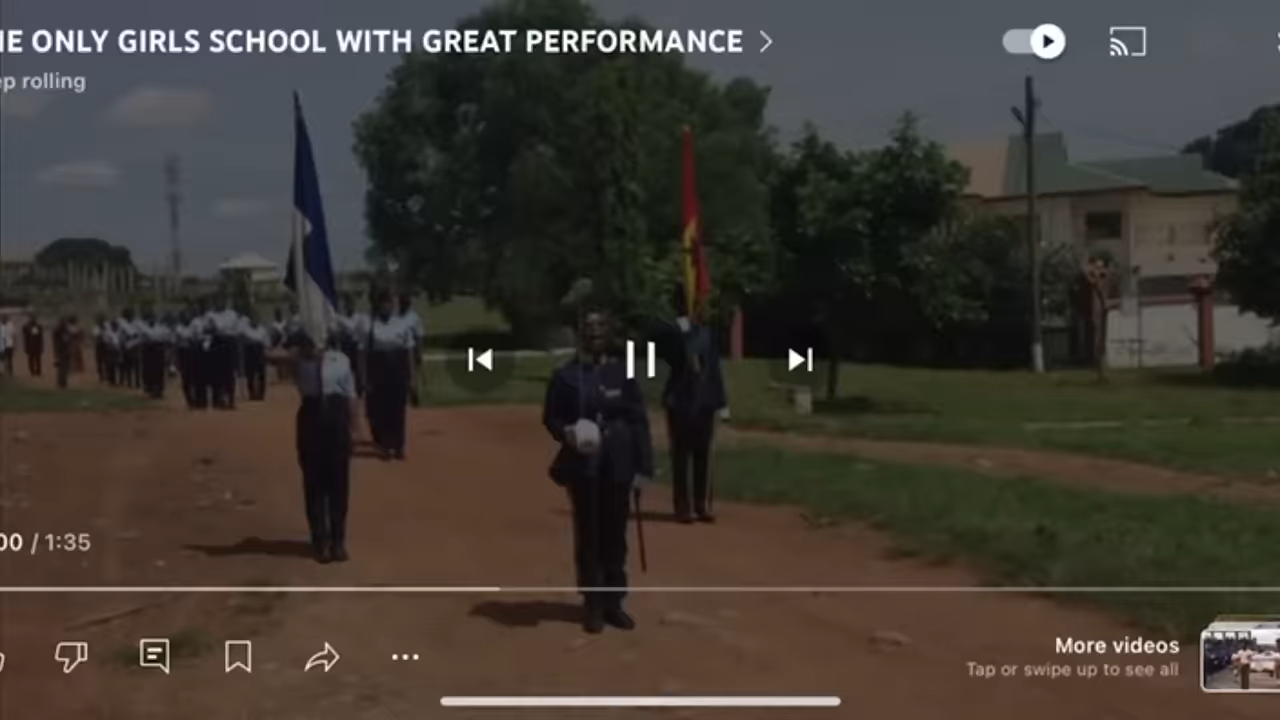 HE ONLY GIRLS SCHOOL WITH GREAT PERFORMANCE
ep rolling
00 / 1:35
More videos
Tap or swipe up to see all